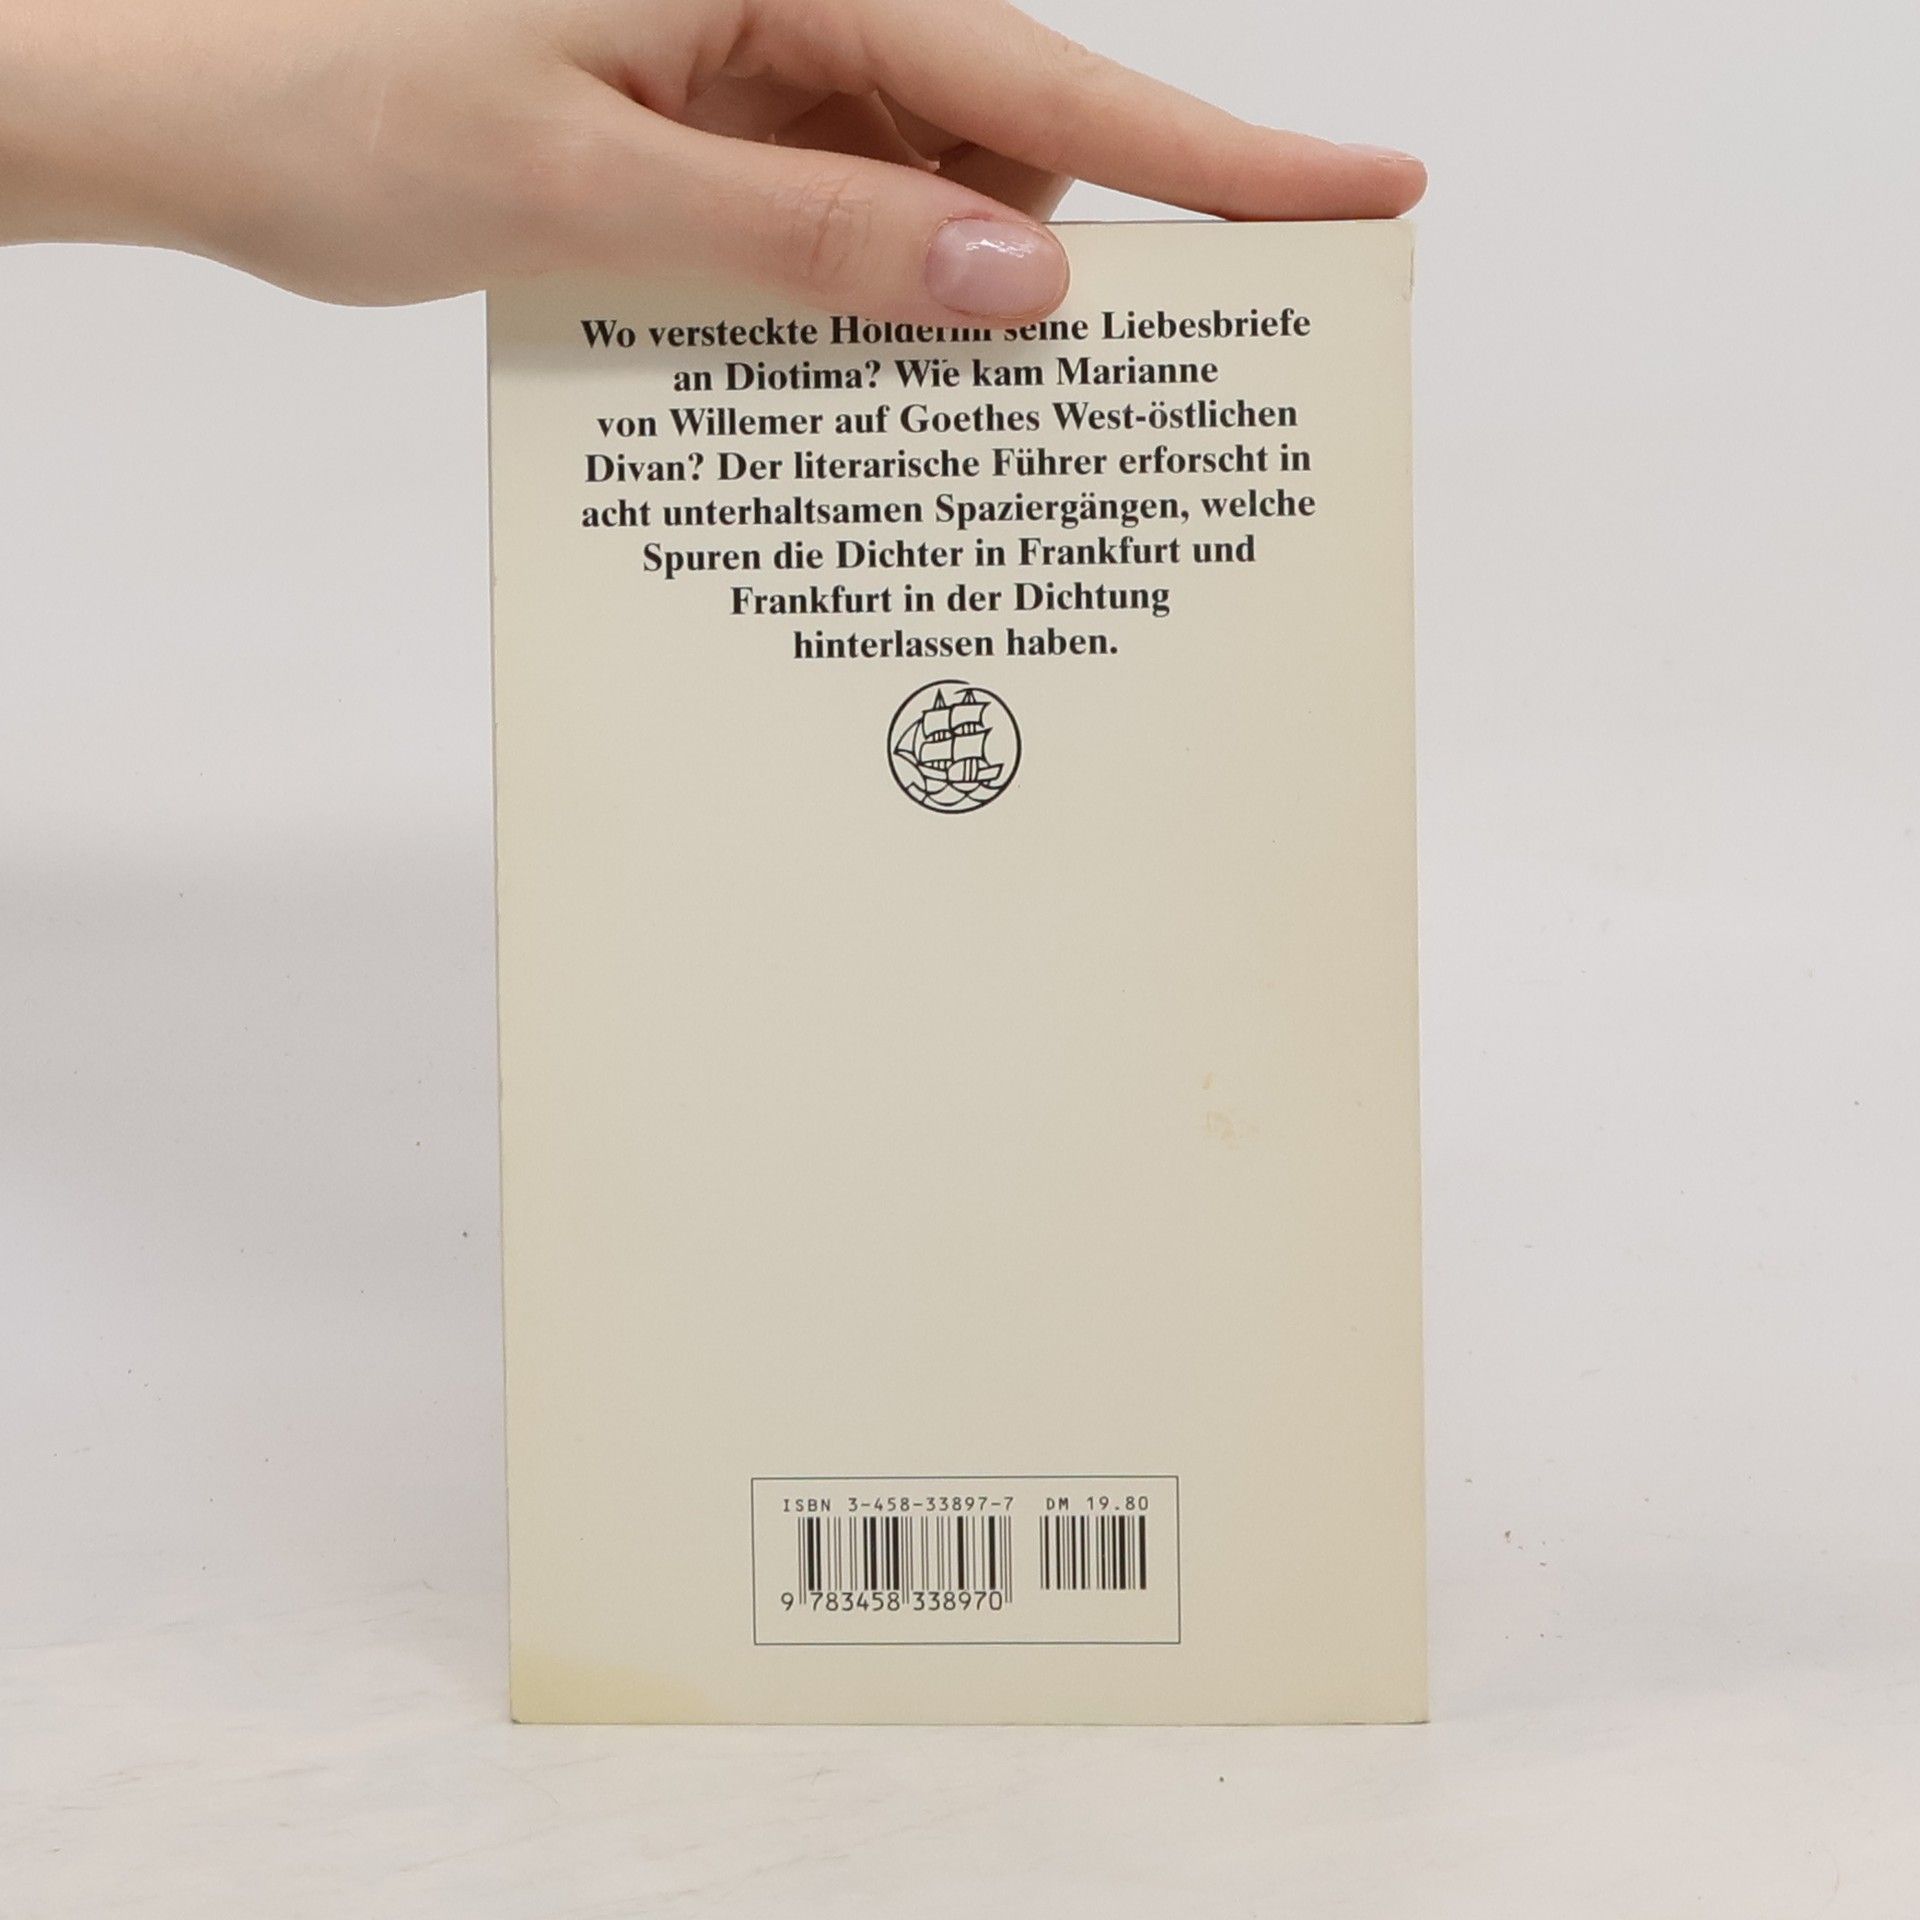 Wo versteckte Hölderlin seine Liebesbriefe
an Diotima? Wie kam Marianne
von Willemer auf Goethes West-östlichen
Divan? Der literarische Führer erforscht in
acht unterhaltsamen Spaziergängen, welche
Spuren die Dichter in Frankfurt und
Frankfurt in der Dichtung
hinterlassen haben.
ISBN 3-458-33897-7 DM 19.80
9 783458 338970